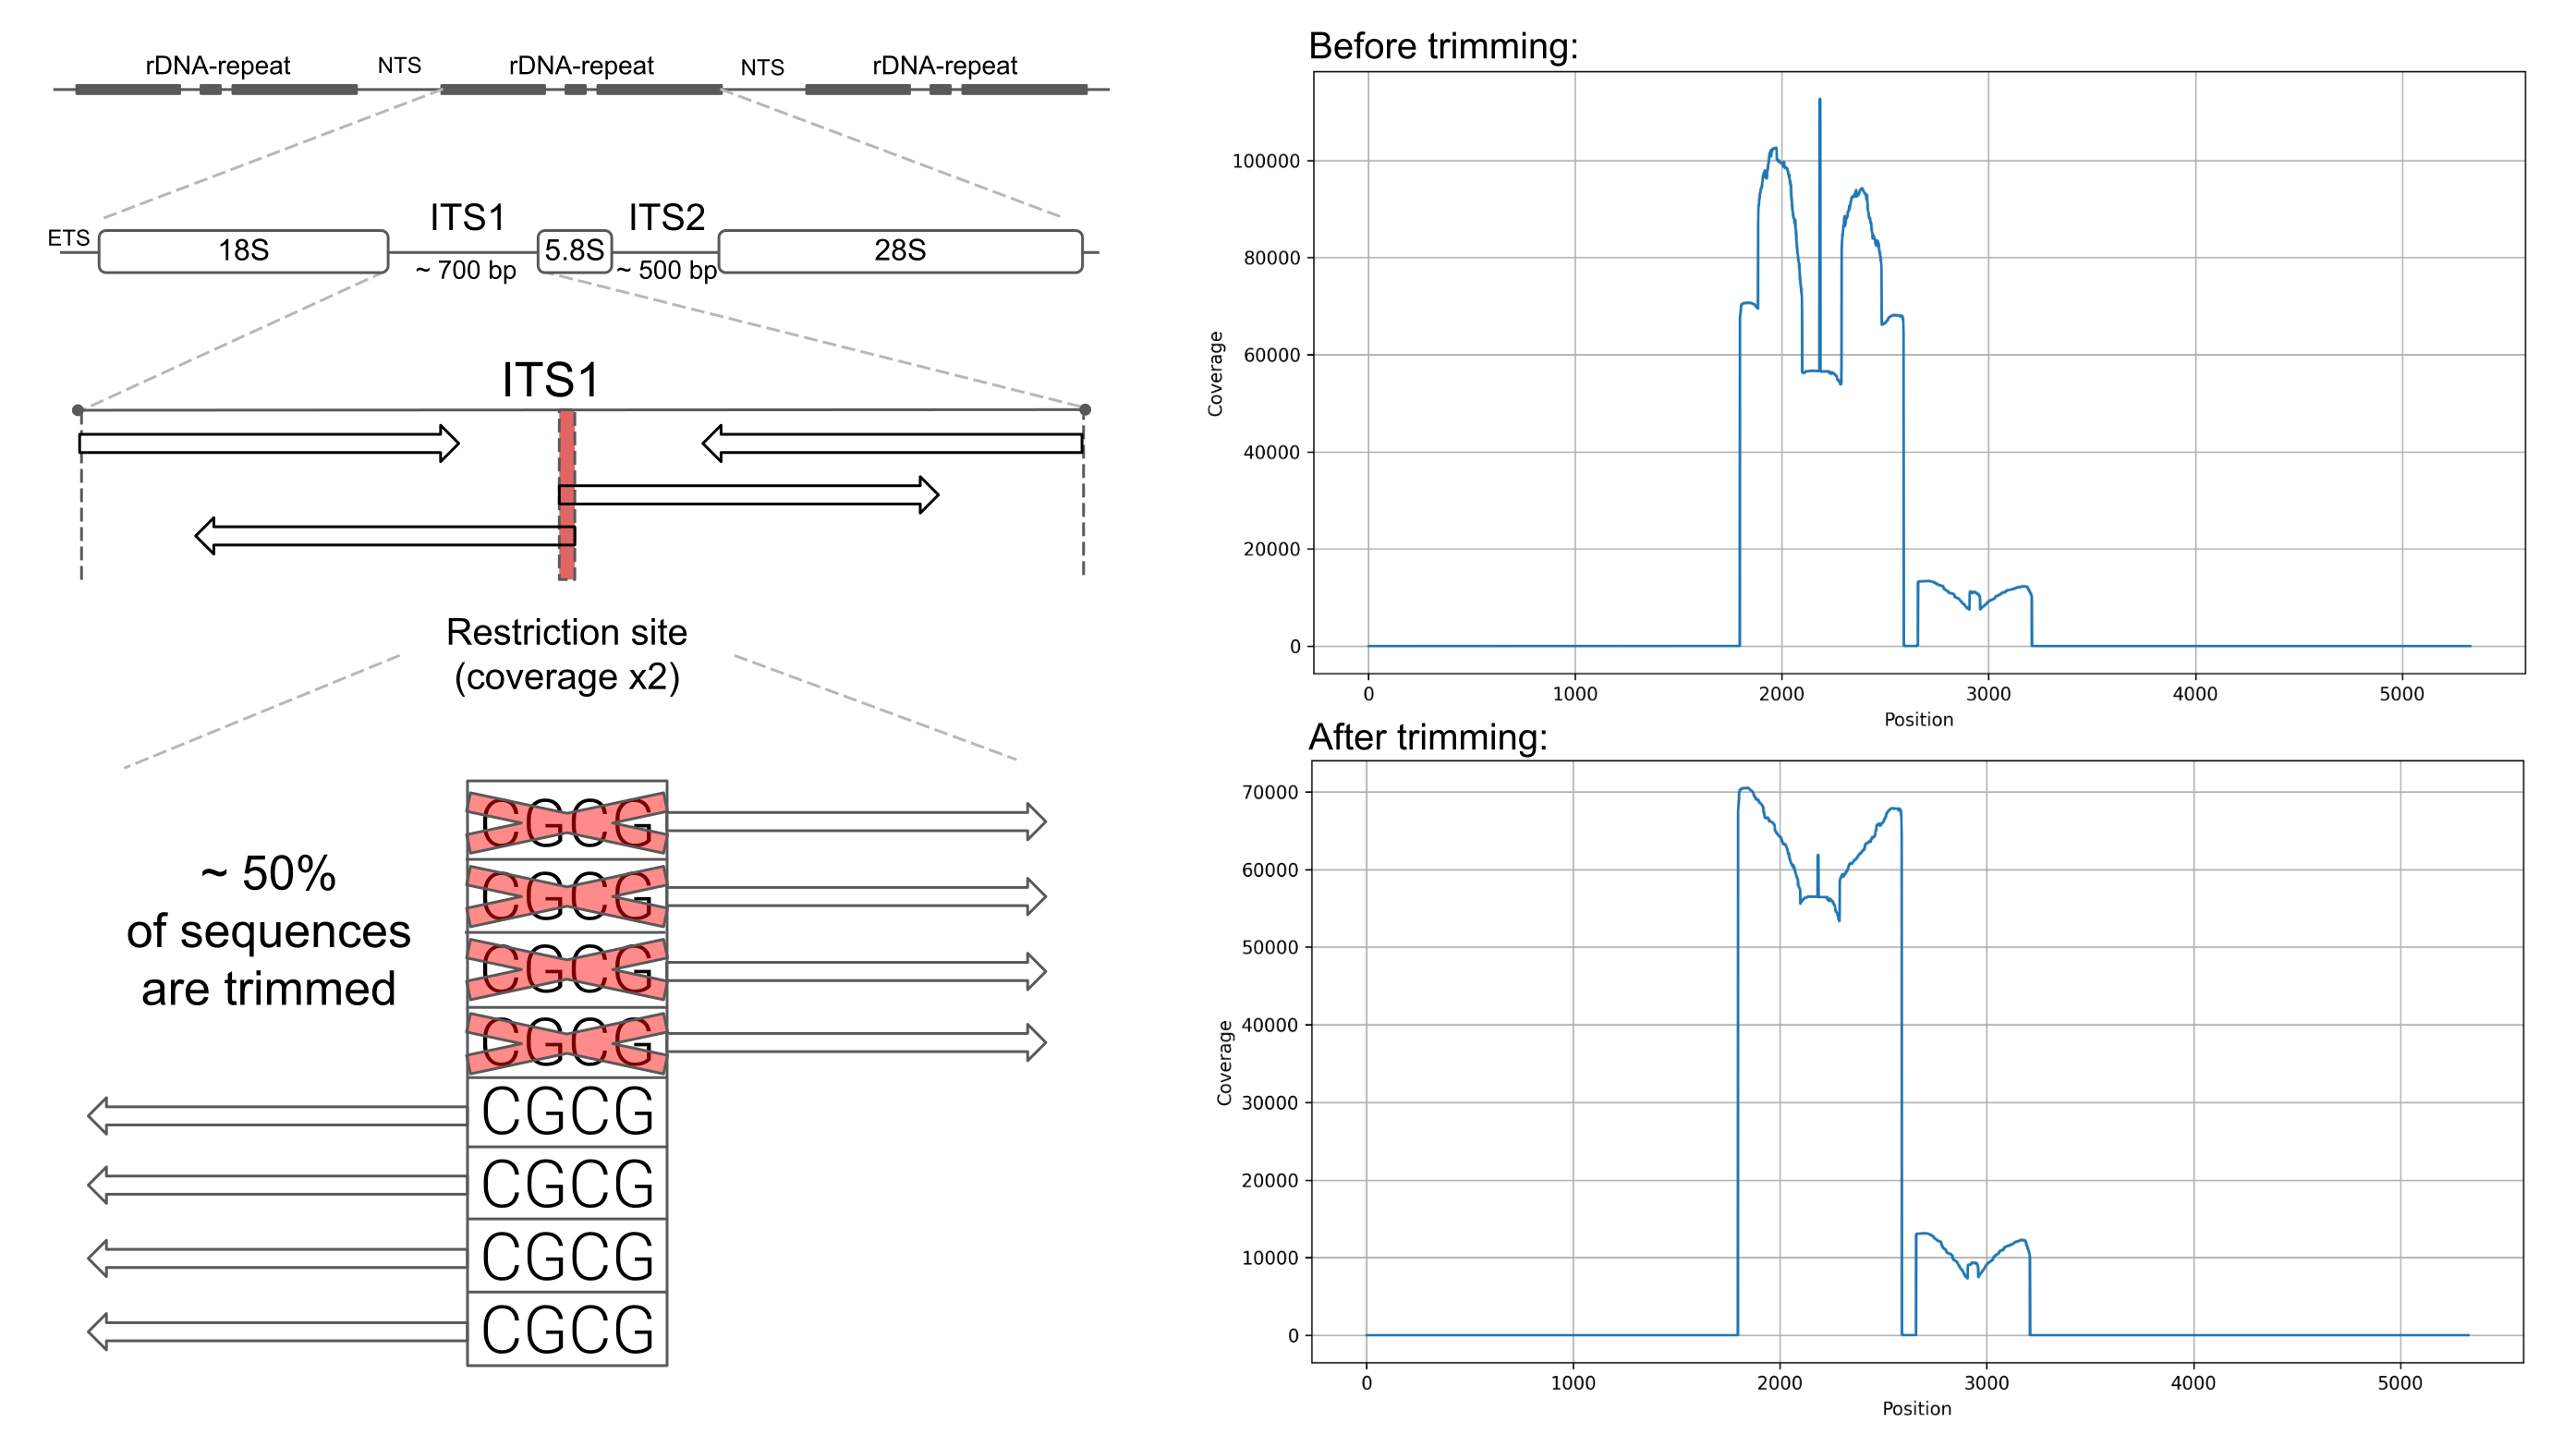 rDNA-repeat NTS rDNA-repeat NTS rDNA-repeat
ITS1 ITS2
ETS 18S 5.8S 28S
~ 700 bp ~ 500 bp
ITS1
Restriction site
(coverage x2)
~ 50%
of sequences
are trimmed
CGCG
CGCG
CGCG
CGCG
CGCG
CGCG
CGCG
CGCG
Before trimming:
Coverage
100000
80000
60000
40000
20000
0
0 1000 2000 3000 4000 5000
Position
After trimming:
Coverage
70000
60000
50000
40000
30000
20000
10000
0
0 1000 2000 3000 4000 5000
Position